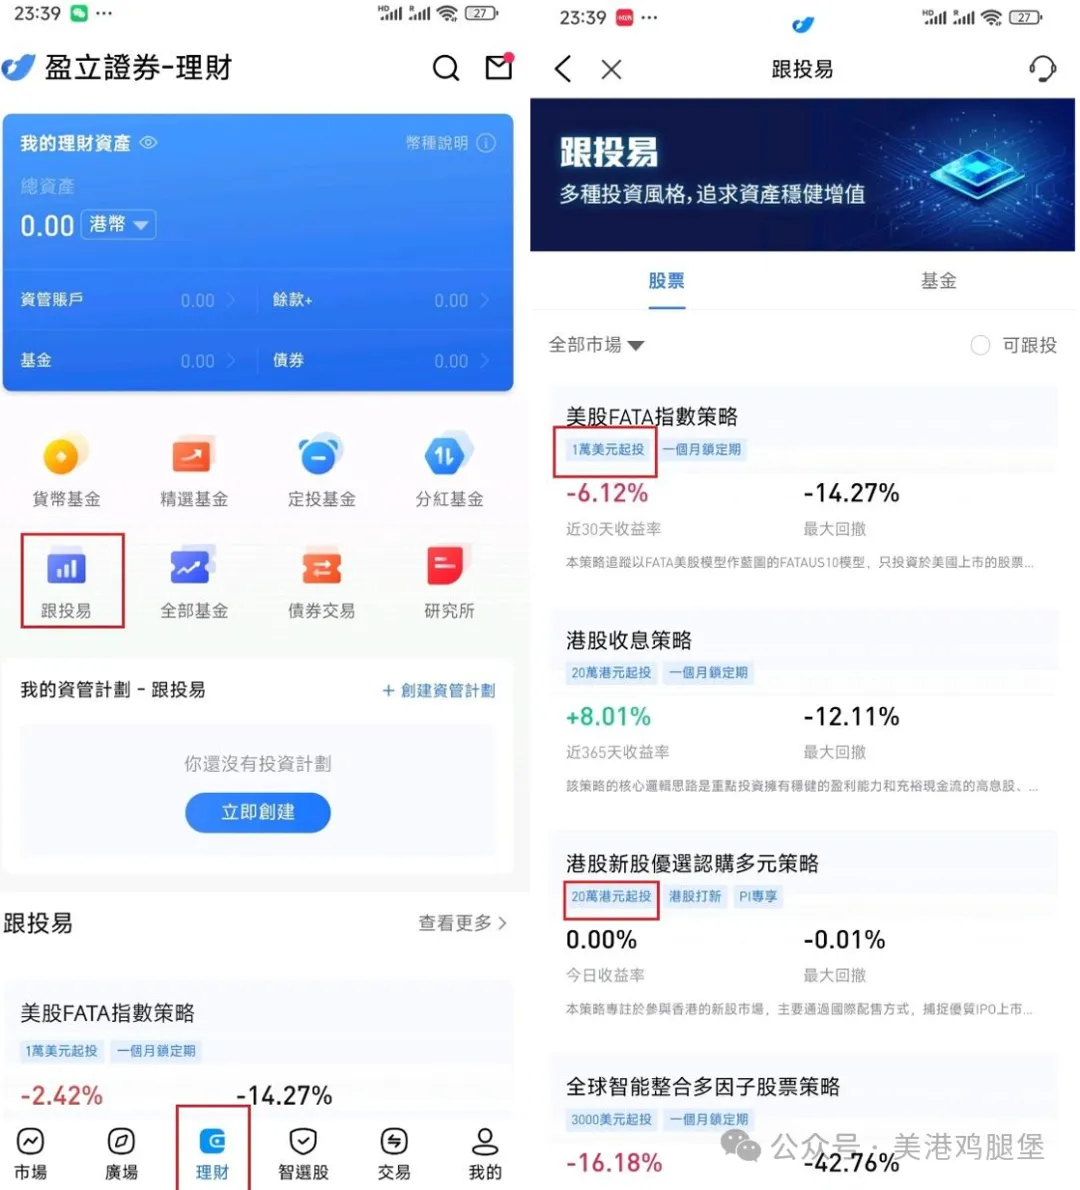 23:39
27
盈立證券-理財
我的理財資產
幣種說明
總資產
0.00 港幣
資管賬戶 0.00
餘款+ 0.00
基金 0.00
債券 0.00
貨幣基金
精選基金
定投基金
分紅基金
跟投易
全部基金
債券交易
研究所
我的資管計劃 - 跟投易
+ 創建資管計劃
你還沒有投資計劃
立即創建
跟投易
查看更多
美股FATA指數策略
1萬美元起投 一個月鎖定期
-2.42%
-14.27%
市場
廣場
理財
智選股
交易
我的
23:39
27
跟投易
跟投易
多種投資風格,追求資產穩健增值
股票
基金
全部市場
可跟投
美股FATA指數策略
1萬美元起投 一個月鎖定期
-6.12% -14.27%
近30天收益率 最大回撤
本策略追蹤以FATA美股模型作藍圖的FATAUS10模型，只投資於美國上市的股票...
港股收息策略
20萬港元起投 一個月鎖定期
+8.01% -12.11%
近365天收益率 最大回撤
該策略的核心邏輯思路是重點投資擁有穩健的盈利能力和充裕現金流的高息股、...
港股新股優選認購多元策略
20萬港元起投 港股打新 PI專享
0.00% -0.01%
今日收益率 最大回撤
本策略專註於參與香港的新股市場，主要通過國際配售方式，捕捉優質IPO上市...
全球智能整合多因子股票策略
3000美元起投 一個月鎖定期
-16.18% -42.76%
公众号 · 美港鸡腿堡